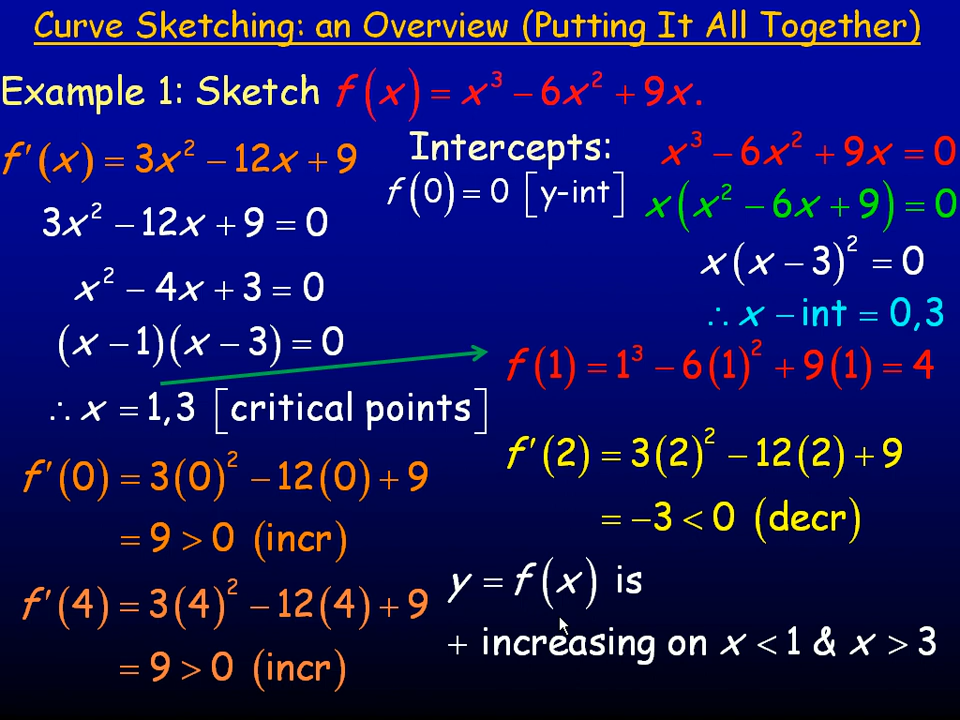 Curve Sketching: an Overview (Putting It All Together)
Example 1: Sketch f(x) = x³ − 6x² + 9x.
f′(x) = 3x² − 12x + 9
3x² − 12x + 9 = 0
x² − 4x + 3 = 0
(x − 1)(x − 3) = 0
∴ x = 1,3 [critical points]
f′(0) = 3(0)² − 12(0) + 9
= 9 > 0 (incr)
f′(4) = 3(4)² − 12(4) + 9
= 9 > 0 (incr)
Intercepts:
f(0) = 0 [y-int]
x³ − 6x² + 9x = 0
x(x² − 6x + 9) = 0
x(x − 3)² = 0
∴ x − int = 0,3
f(1) = 1³ − 6(1)² + 9(1) = 4
f′(2) = 3(2)² − 12(2) + 9
= −3 < 0 (decr)
y = f(x) is
+ increasing on x < 1 & x > 3